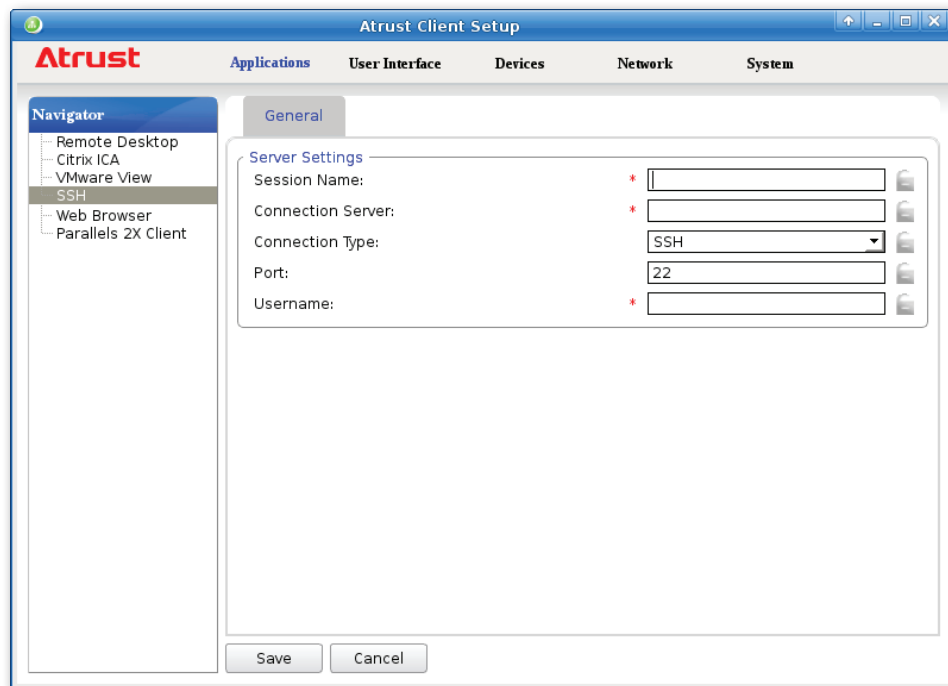 Atrust Client Setup
Atrust
Applications User Interface Devices Network System
Navigator
Remote Desktop
Citrix ICA
VMware View
SSH
Web Browser
Parallels 2X Client
General
Server Settings
Session Name: *
Connection Server: *
Connection Type: SSH
Port: 22
Username: *
Save Cancel